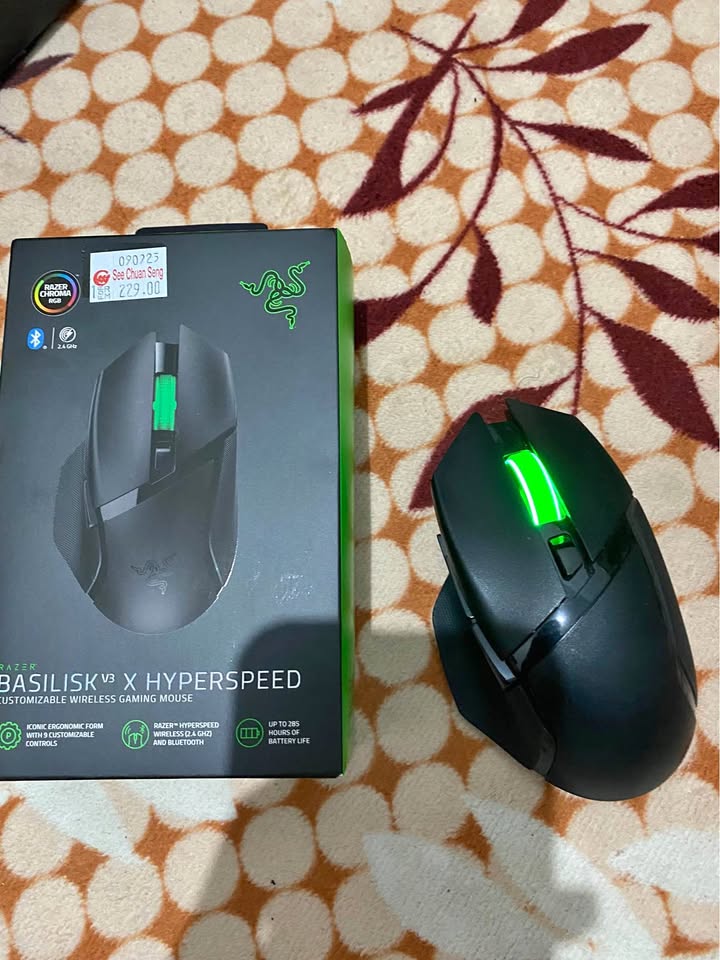 RAZER
CHROMA
RGB
090725
See Chuan Seng
RM 229.00
2.4 GHz
RAZER
BASILISK V3 X HYPERSPEED
CUSTOMIZABLE WIRELESS GAMING MOUSE
ICONIC ERGONOMIC FORM
WITH 9 CUSTOMIZABLE
CONTROLS
RAZER™ HYPERSPEED
WIRELESS (2.4 GHZ)
AND BLUETOOTH
UP TO 285
HOURS OF
BATTERY LIFE